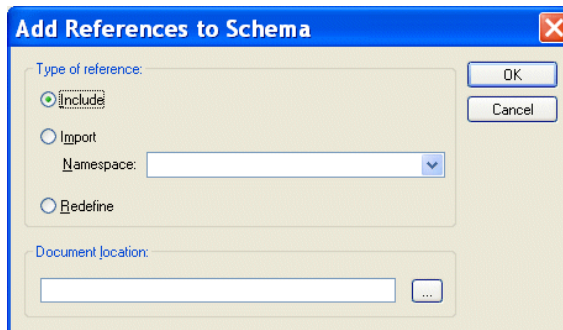 Add References to Schema
Type of reference:
Include
Import
Namespace:
Redefine
OK
Cancel
Document location:
...